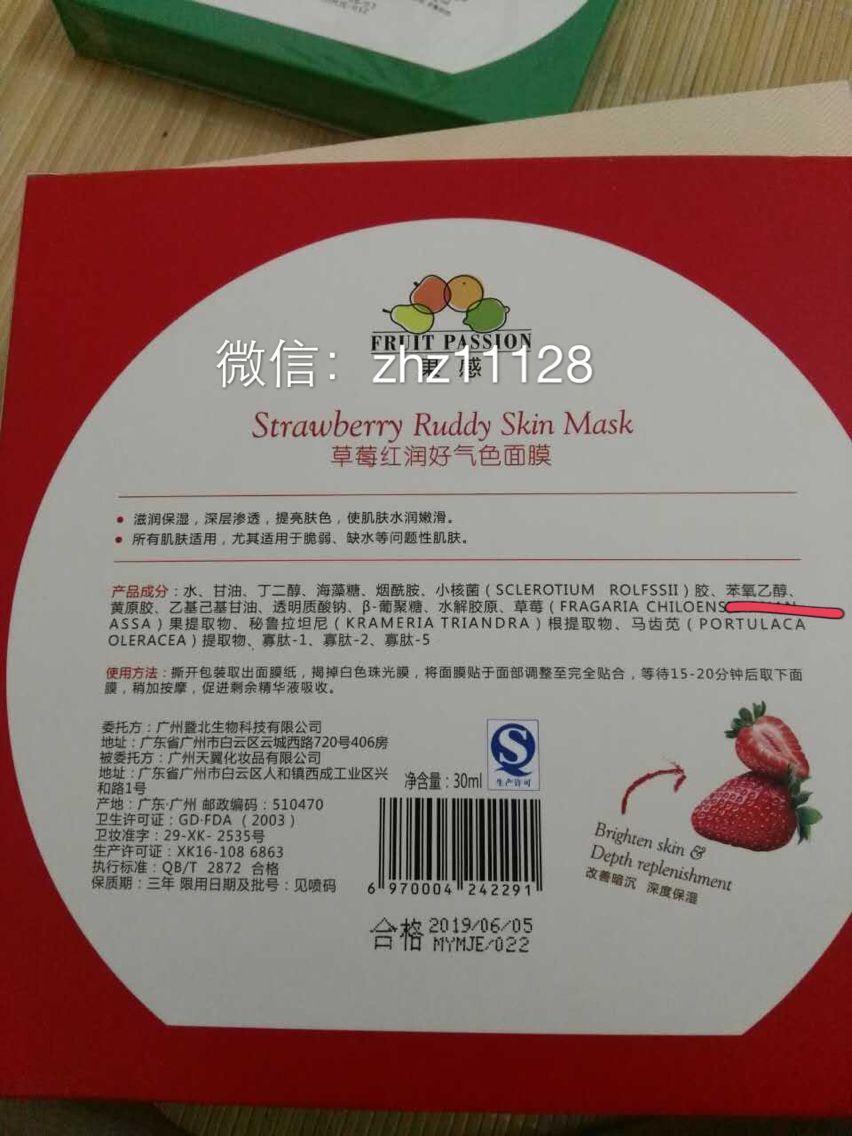 FRUIT PASSION
果感
微信：zhz11128
Strawberry Ruddy Skin Mask
草莓红润好气色面膜
• 滋润保湿，深层渗透，提亮肤色，使肌肤水润嫩滑。
• 所有肌肤适用，尤其适用于脆弱、缺水等问题性肌肤。
产品成分：水、甘油、丁二醇、海藻糖、烟酰胺、小核菌（SCLEROTIUM ROLFSSII）胶、苯氧乙醇、
黄原胶、乙基己基甘油、透明质酸钠、β-葡聚糖、水解胶原、草莓（FRAGARIA CHILOENS
ASSA）果提取物、秘鲁拉坦尼（KRAMERIA TRIANDRA）根提取物、马齿苋（PORTULACA
OLERACEA）提取物、寡肽-1、寡肽-2、寡肽-5
使用方法：撕开包装取出面膜纸，揭掉白色珠光膜，将面膜贴于面部调整至完全贴合，等待15-20分钟后取下面
膜，稍加按摩，促进剩余精华液吸收。
委托方：广州暨北生物科技有限公司
地址：广东省广州市白云区云城西路720号406房
被委托方：广州天翼化妆品有限公司
地址：广东省广州市白云区人和镇西成工业区兴
和路1号
产地：广东·广州 邮政编码：510470
卫生许可证：GD·FDA（2003）
卫妆准字：29-XK- 2535号
生产许可证：XK16-108 6863
执行标准：QB/T 2872 合格
保质期：三年 限用日期及批号：见喷码
净含量：30ml
生产许可
6 970004 242291
合格 2019/06/05
MYMJE/022
Brighten skin &
Depth replenishment
改善暗沉 深度保湿